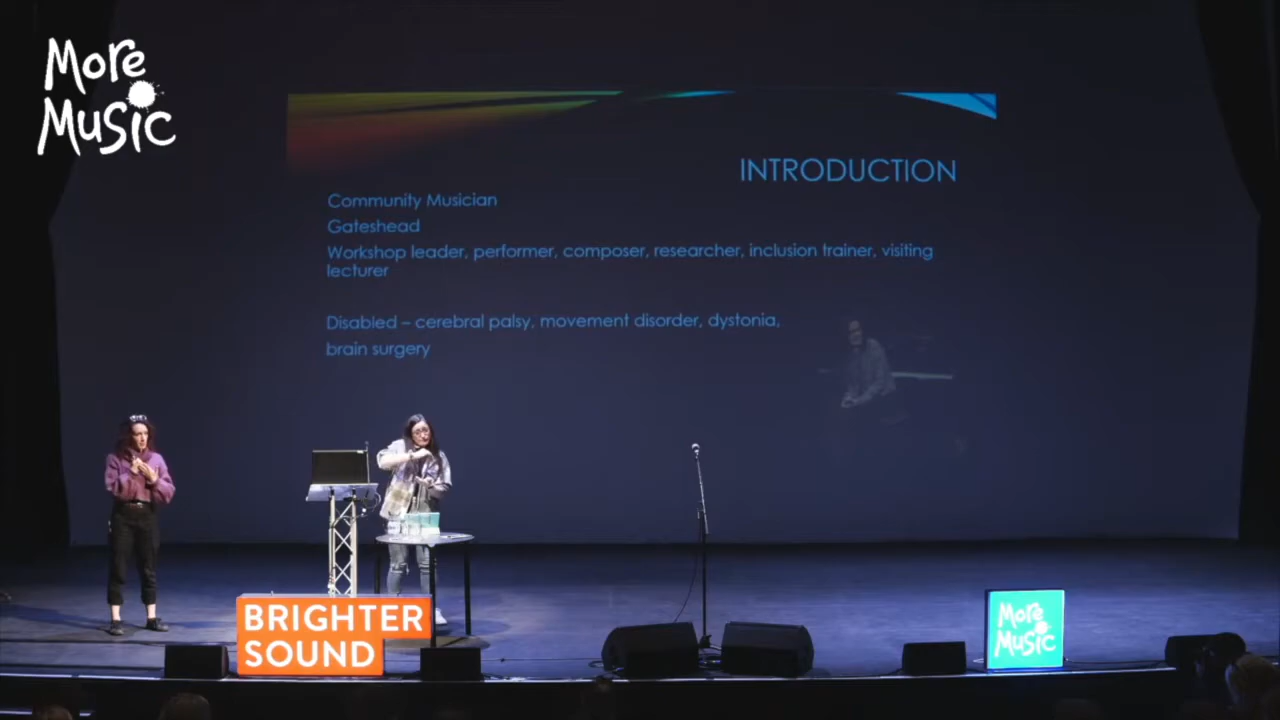 More
Music
INTRODUCTION
Community Musician
Gateshead
Workshop leader, performer, composer, researcher, inclusion trainer, visiting
lecturer
Disabled – cerebral palsy, movement disorder, dystonia,
brain surgery
BRIGHTER
SOUND
More
Music